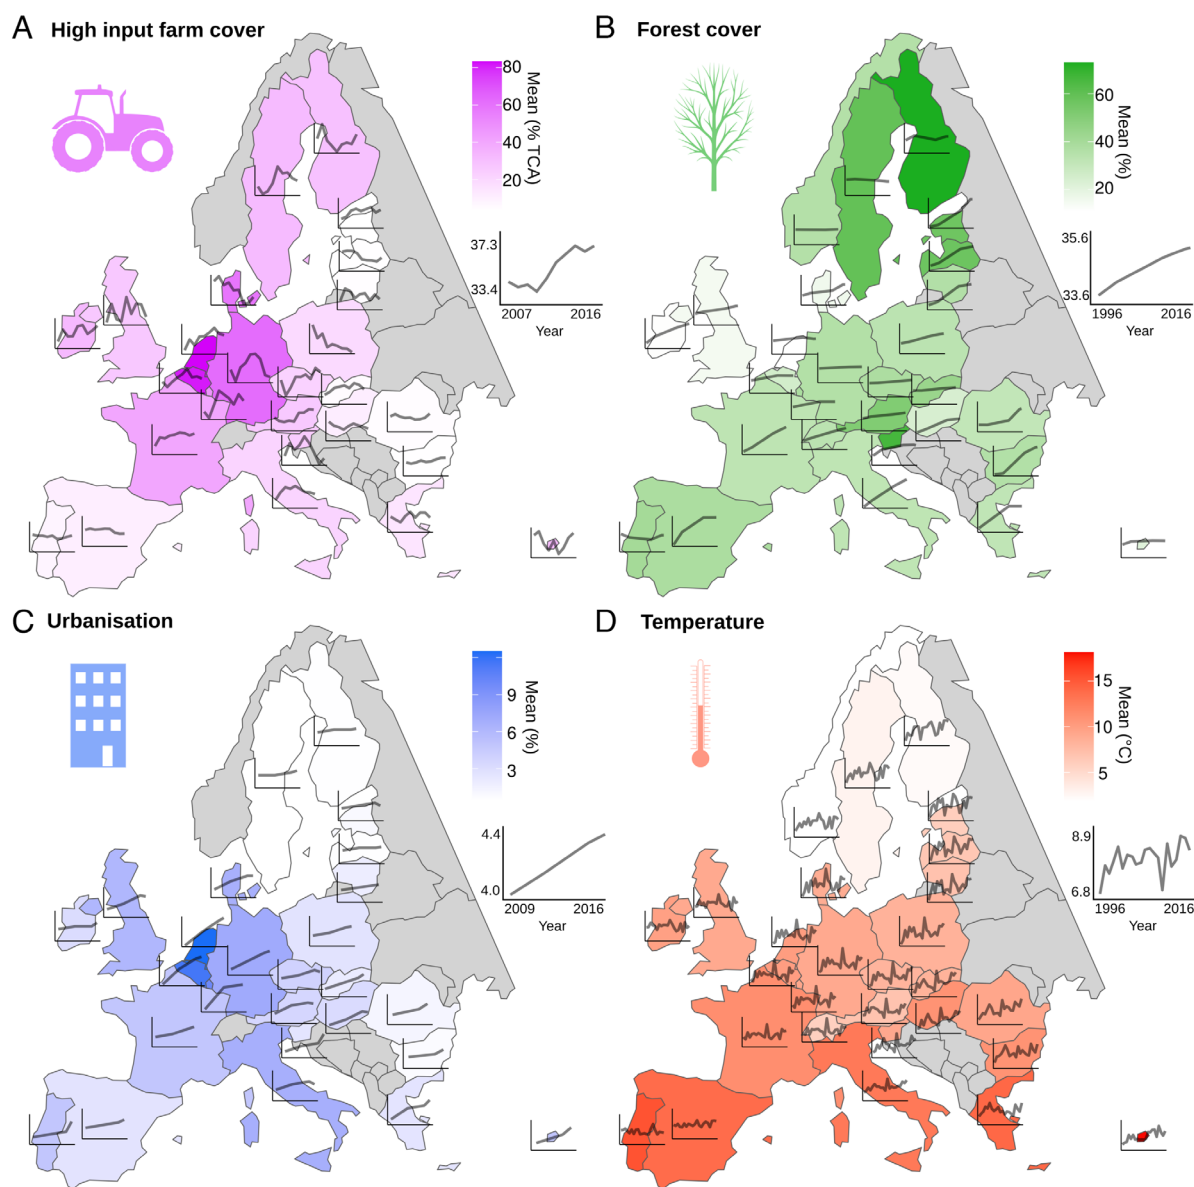 A High input farm cover
80
60
40
20
Mean (% TCA)
37.3
33.4
2007 2016
Year
B Forest cover
60
40
20
Mean (%)
35.6
33.6
1996 2016
Year
C Urbanisation
9
6
3
Mean (%)
4.4
4.0
2009 2016
Year
D Temperature
15
10
5
Mean (°C)
8.9
6.8
1996 2016
Year